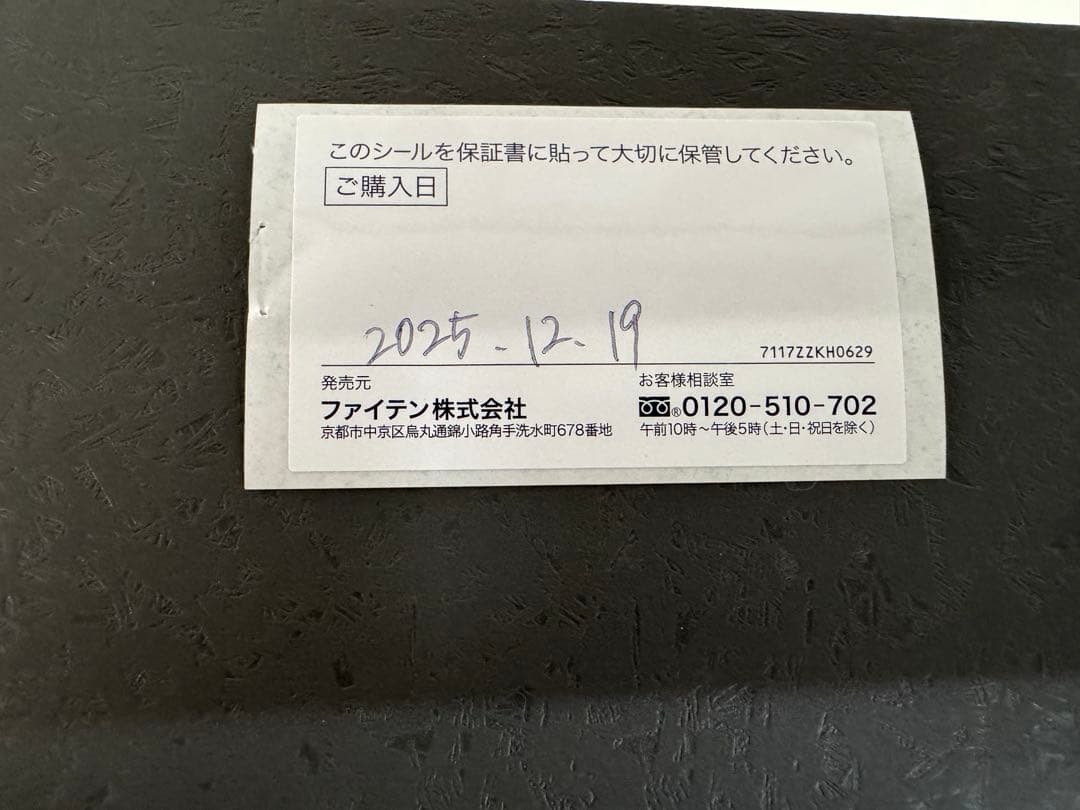 このシールを保証書に貼って大切に保管してください。
ご購入日
2025.12.19
7117ZZKH0629
発売元
ファイテン株式会社
京都市中京区烏丸通錦小路角手洗水町678番地
お客様相談室
®0120-510-702
午前10時～午後5時(土・日・祝日を除く)